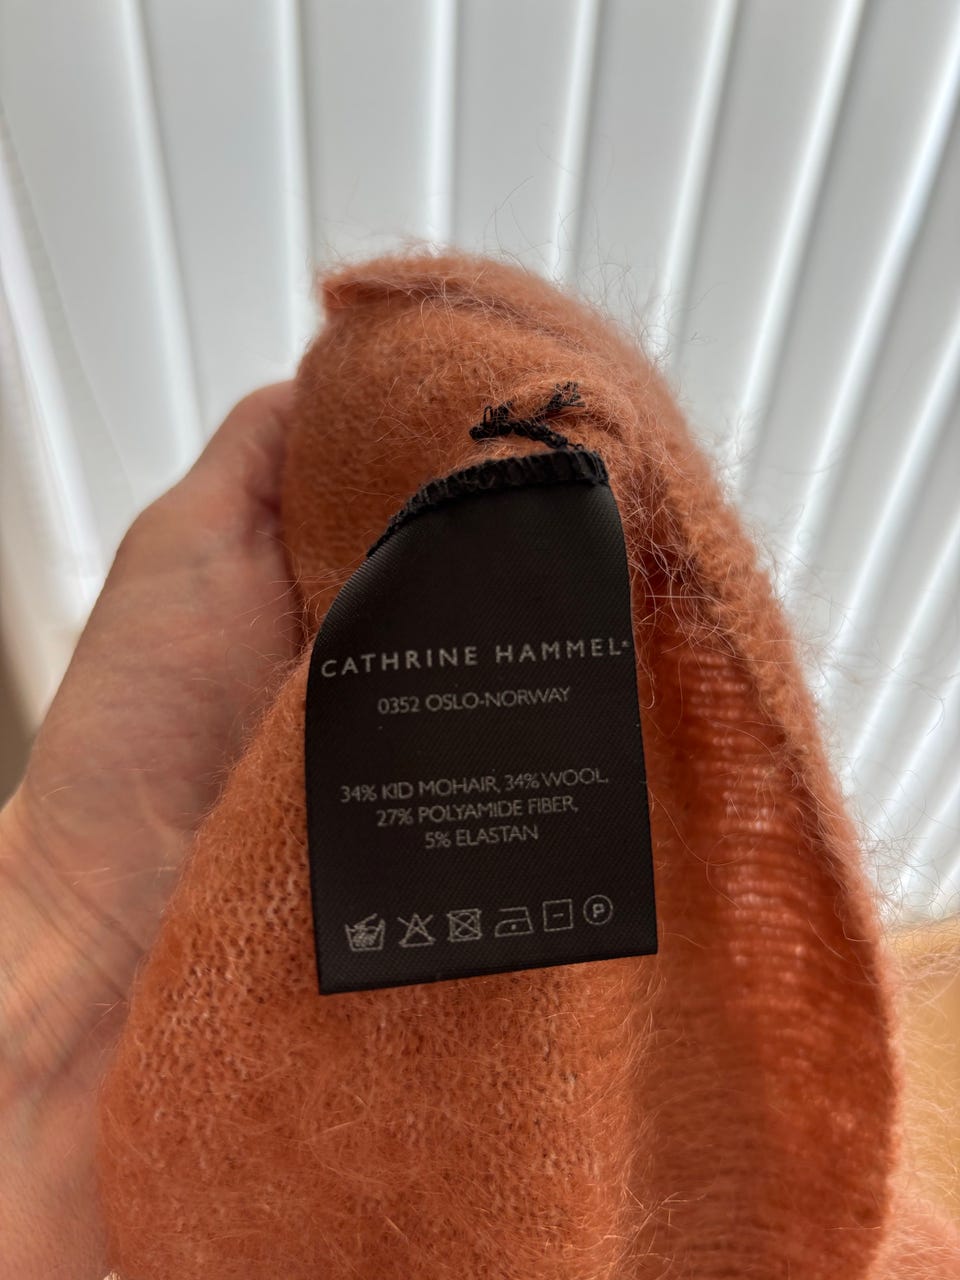 CATHRINE HAMMEL
0352 OSLO-NORWAY
34% KID MOHAIR, 34% WOOL,
27% POLYAMIDE FIBER,
5% ELASTAN
P